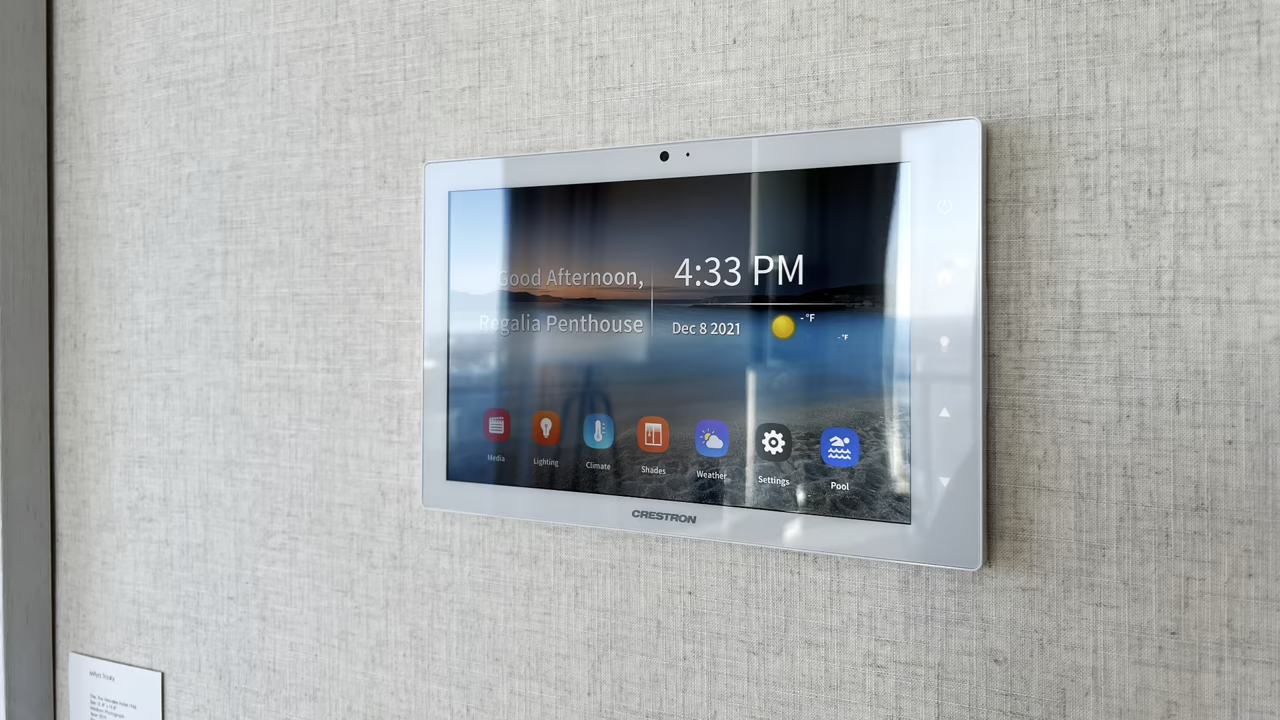 Good Afternoon,
Regalia Penthouse
4:33 PM
Dec 8 2021
- °F
- °F
Media
Lighting
Climate
Shades
Weather
Settings
Pool
CRESTRON